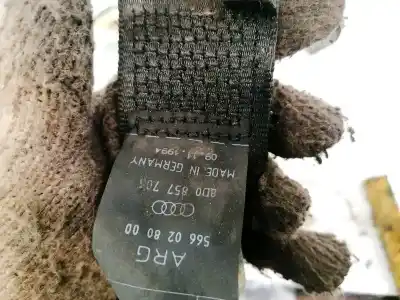 ARG
566 02 80 00
8D0 857 705
MADE IN GERMANY
09.11.1994